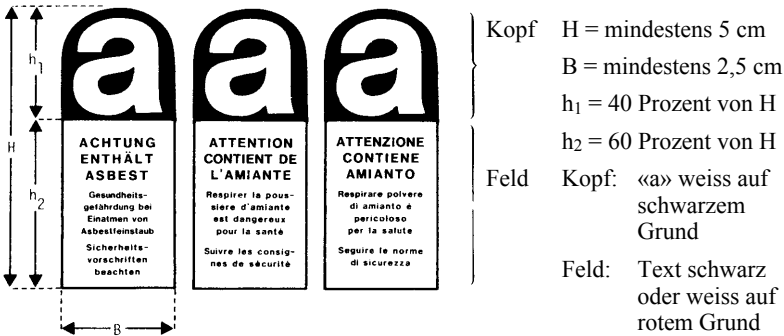 H
h1
h2
B
a
ACHTUNG
ENTHÄLT
ASBEST
Gesundheits-
gefährdung bei
Einatmen von
Asbestfeinstaub
Sicherheits-
vorschriften
beachten
a
ATTENTION
CONTIENT DE
L'AMIANTE
Respirer la pous-
sière d'amiante
est dangereux
pour la santé
Suivre les consig-
nes de sécurité
a
ATTENZIONE
CONTIENE
AMIANTO
Respirare polvere
di amianto è
pericoloso
per la salute
Seguire le norme
di sicurezza
Kopf H = mindestens 5 cm
B = mindestens 2,5 cm
h1 = 40 Prozent von H
h2 = 60 Prozent von H
Feld Kopf: «a» weiss auf
schwarzem
Grund
Feld: Text schwarz
oder weiss auf
rotem Grund